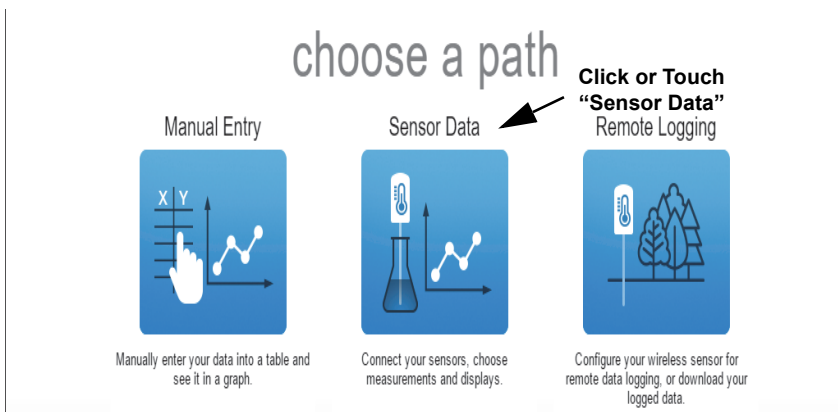 choose a path
Click or Touch
“Sensor Data”
Manual Entry
Sensor Data
Remote Logging
X Y
Manually enter your data into a table and
see it in a graph.
Connect your sensors, choose
measurements and displays.
Configure your wireless sensor for
remote data logging, or download your
logged data.